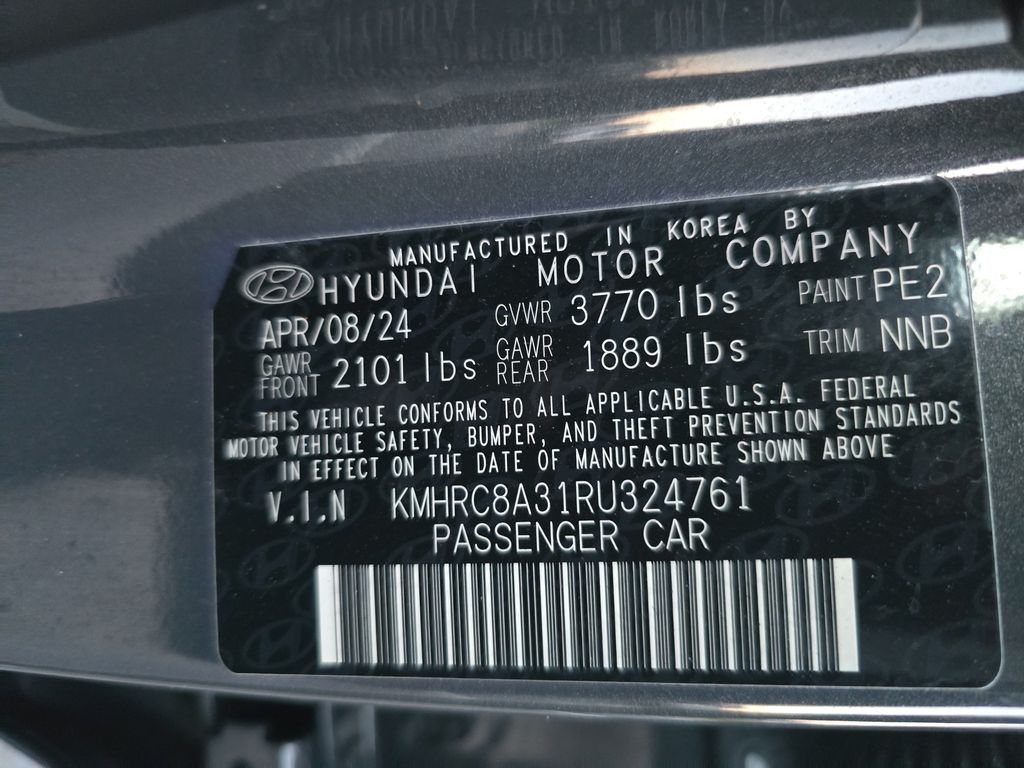 MANUFACTURED IN KOREA BY
HYUNDAI MOTOR COMPANY
APR/08/24 GVWR 3770 lbs PAINT PE2
GAWR FRONT 2101 lbs GAWR REAR 1889 lbs TRIM NNB
THIS VEHICLE CONFORMS TO ALL APPLICABLE U.S.A. FEDERAL
MOTOR VEHICLE SAFETY, BUMPER, AND THEFT PREVENTION STANDARDS
IN EFFECT ON THE DATE OF MANUFACTURE SHOWN ABOVE
V.I.N KMHRC8A31RU324761
PASSENGER CAR